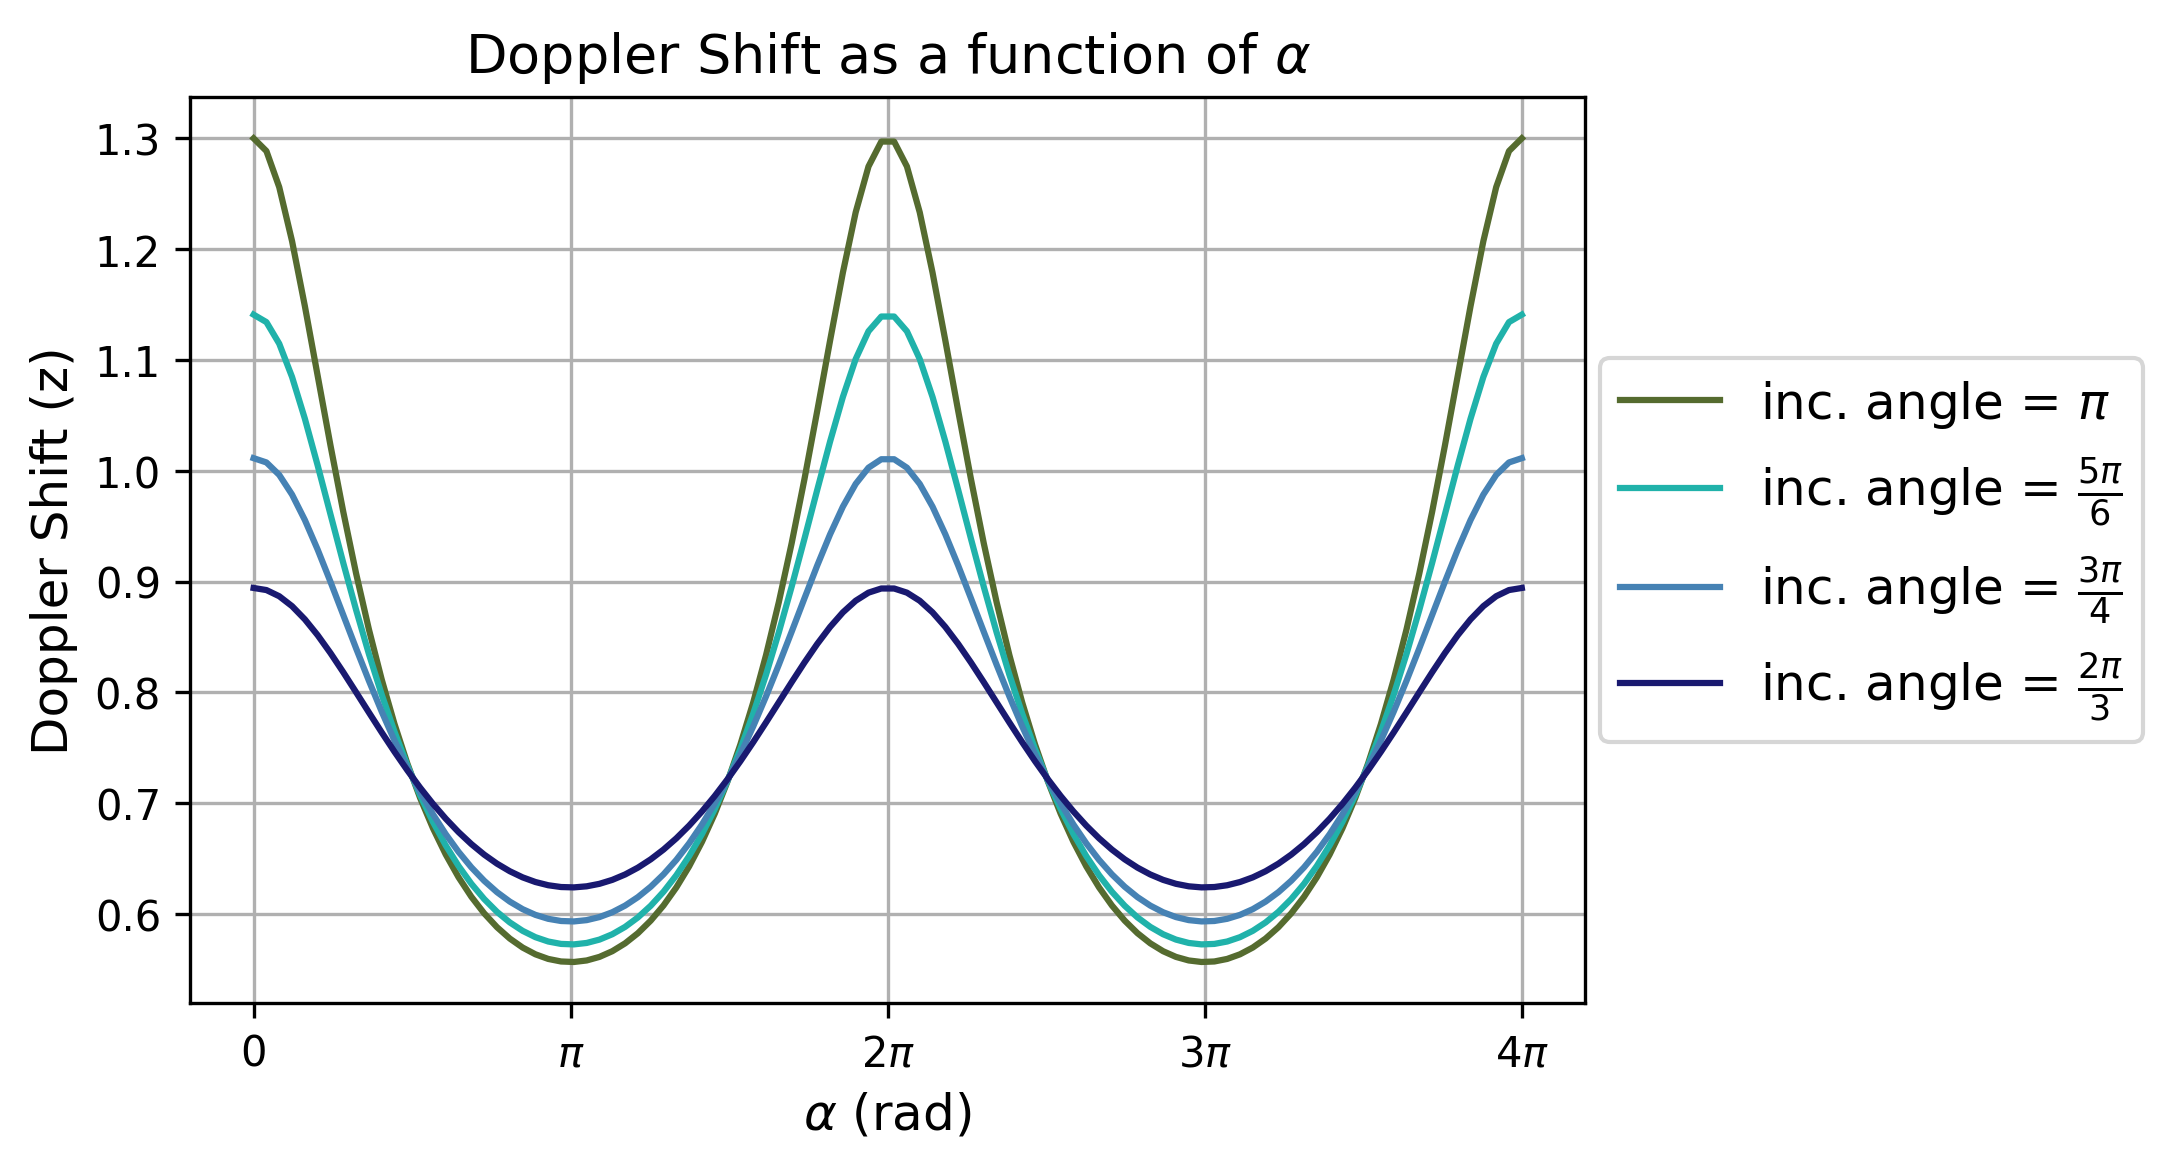 Doppler Shift as a function of α
Doppler Shift (z)
1.3
1.2
1.1
1.0
0.9
0.8
0.7
0.6
0 π 2π 3π 4π
α (rad)
inc. angle = π
inc. angle = 5π/6
inc. angle = 3π/4
inc. angle = 2π/3